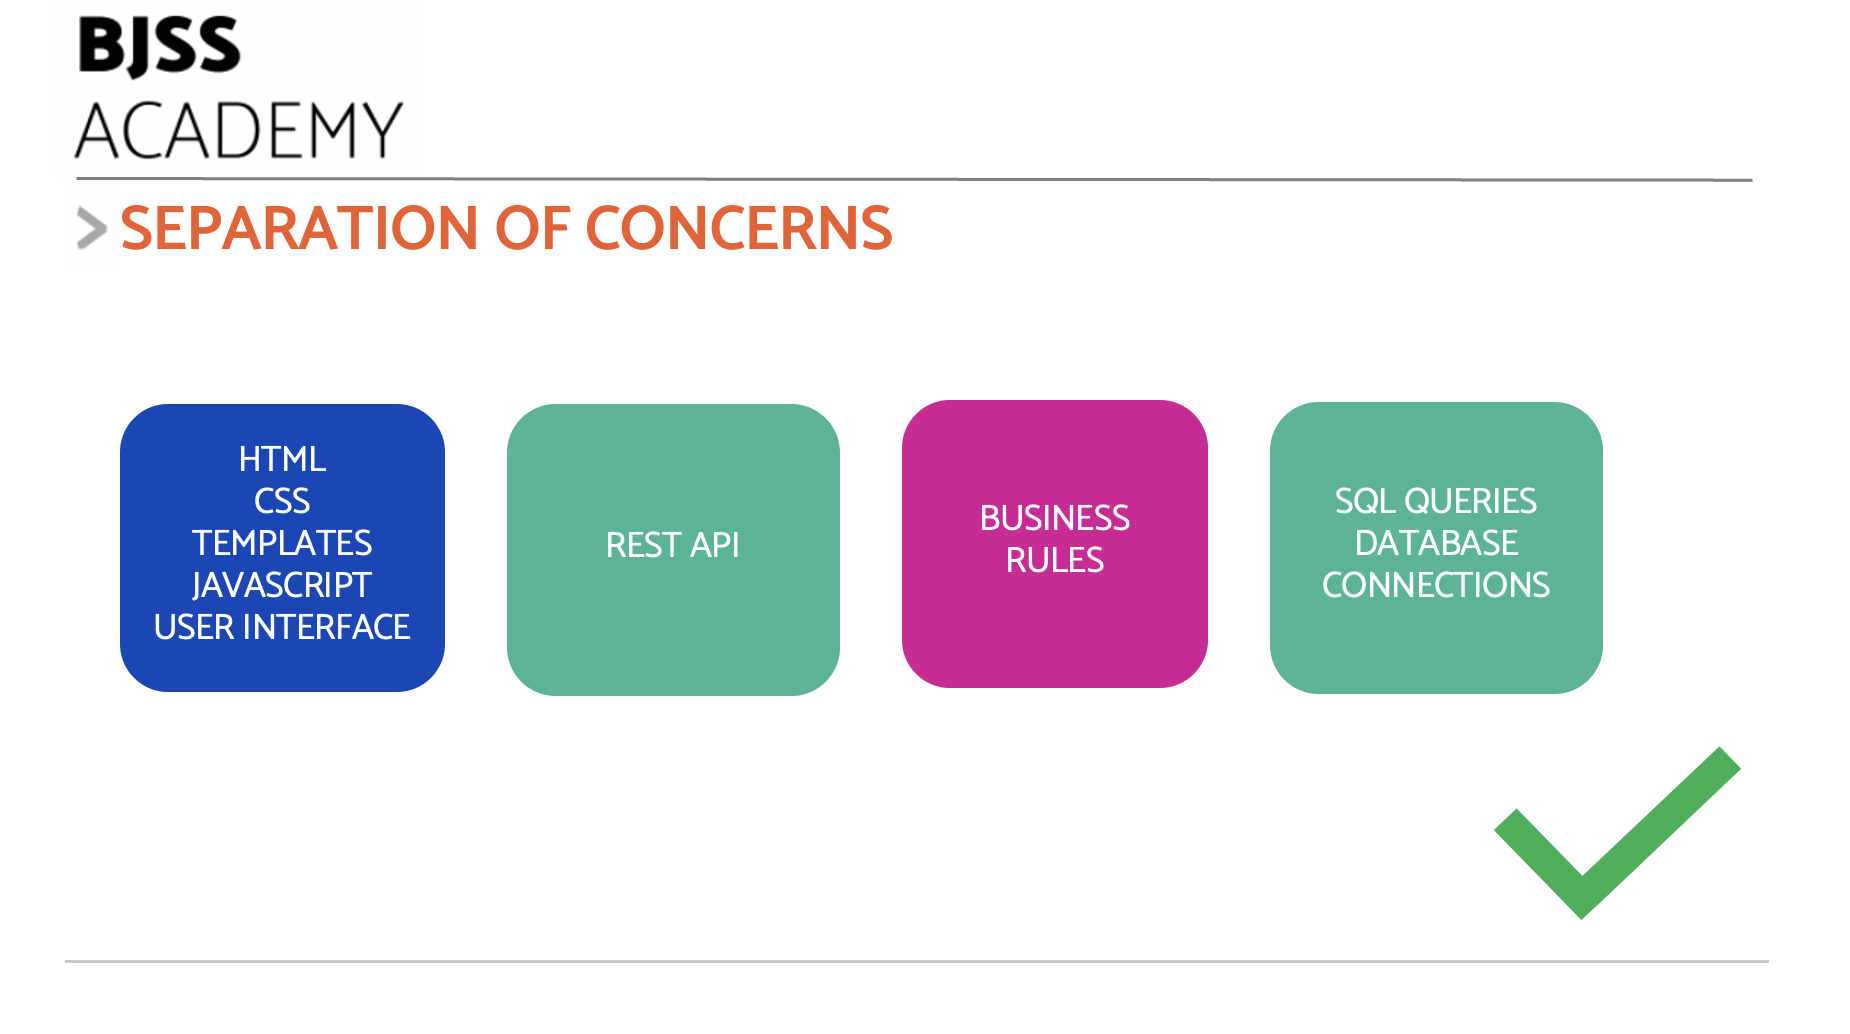 BJSS
ACADEMY
SEPARATION OF CONCERNS
HTML
CSS
TEMPLATES
JAVASCRIPT
USER INTERFACE
REST API
BUSINESS
RULES
SQL QUERIES
DATABASE
CONNECTIONS